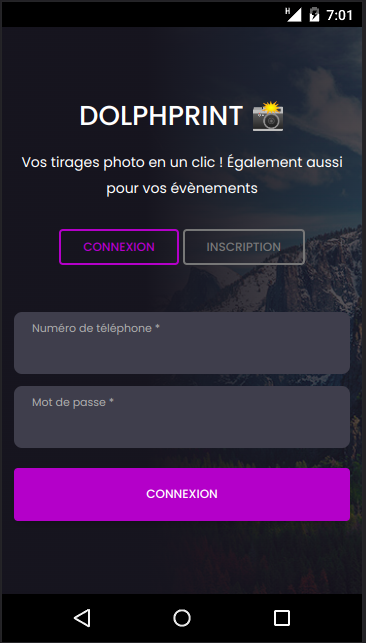 H 7:01
DOLPHPRINT 📸
Vos tirages photo en un clic ! Également aussi
pour vos évènements
CONNEXION INSCRIPTION
Numéro de téléphone *
Mot de passe *
CONNEXION